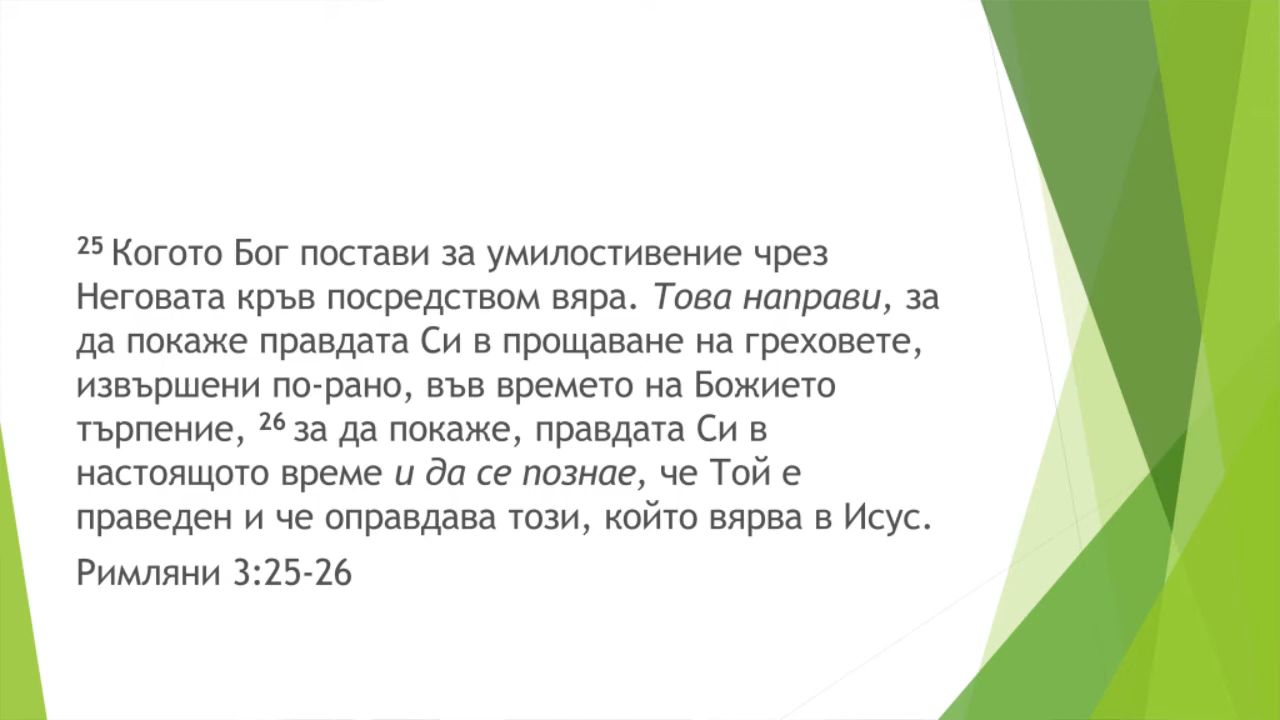 25 Когото Бог постави за умилостивение чрез
Неговата кръв посредством вяра. Това направи, за
да покаже правдата Си в прощаване на греховете,
извършени по-рано, във времето на Божието
търпение, 26 за да покаже, правдата Си в
настоящото време и да се познае, че Той е
праведен и че оправдава този, който вярва в Исус.
Римляни 3:25-26